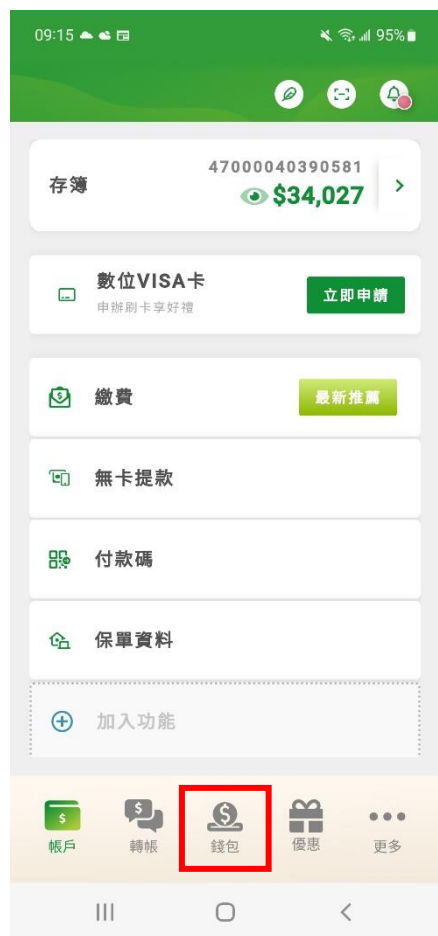 09:15
95%
存簿
47000040390581
$34,027
數位VISA卡
申辦刷卡享好禮
立即申請
繳費
最新推薦
無卡提款
付款碼
保單資料
加入功能
帳戶
轉帳
錢包
優惠
更多